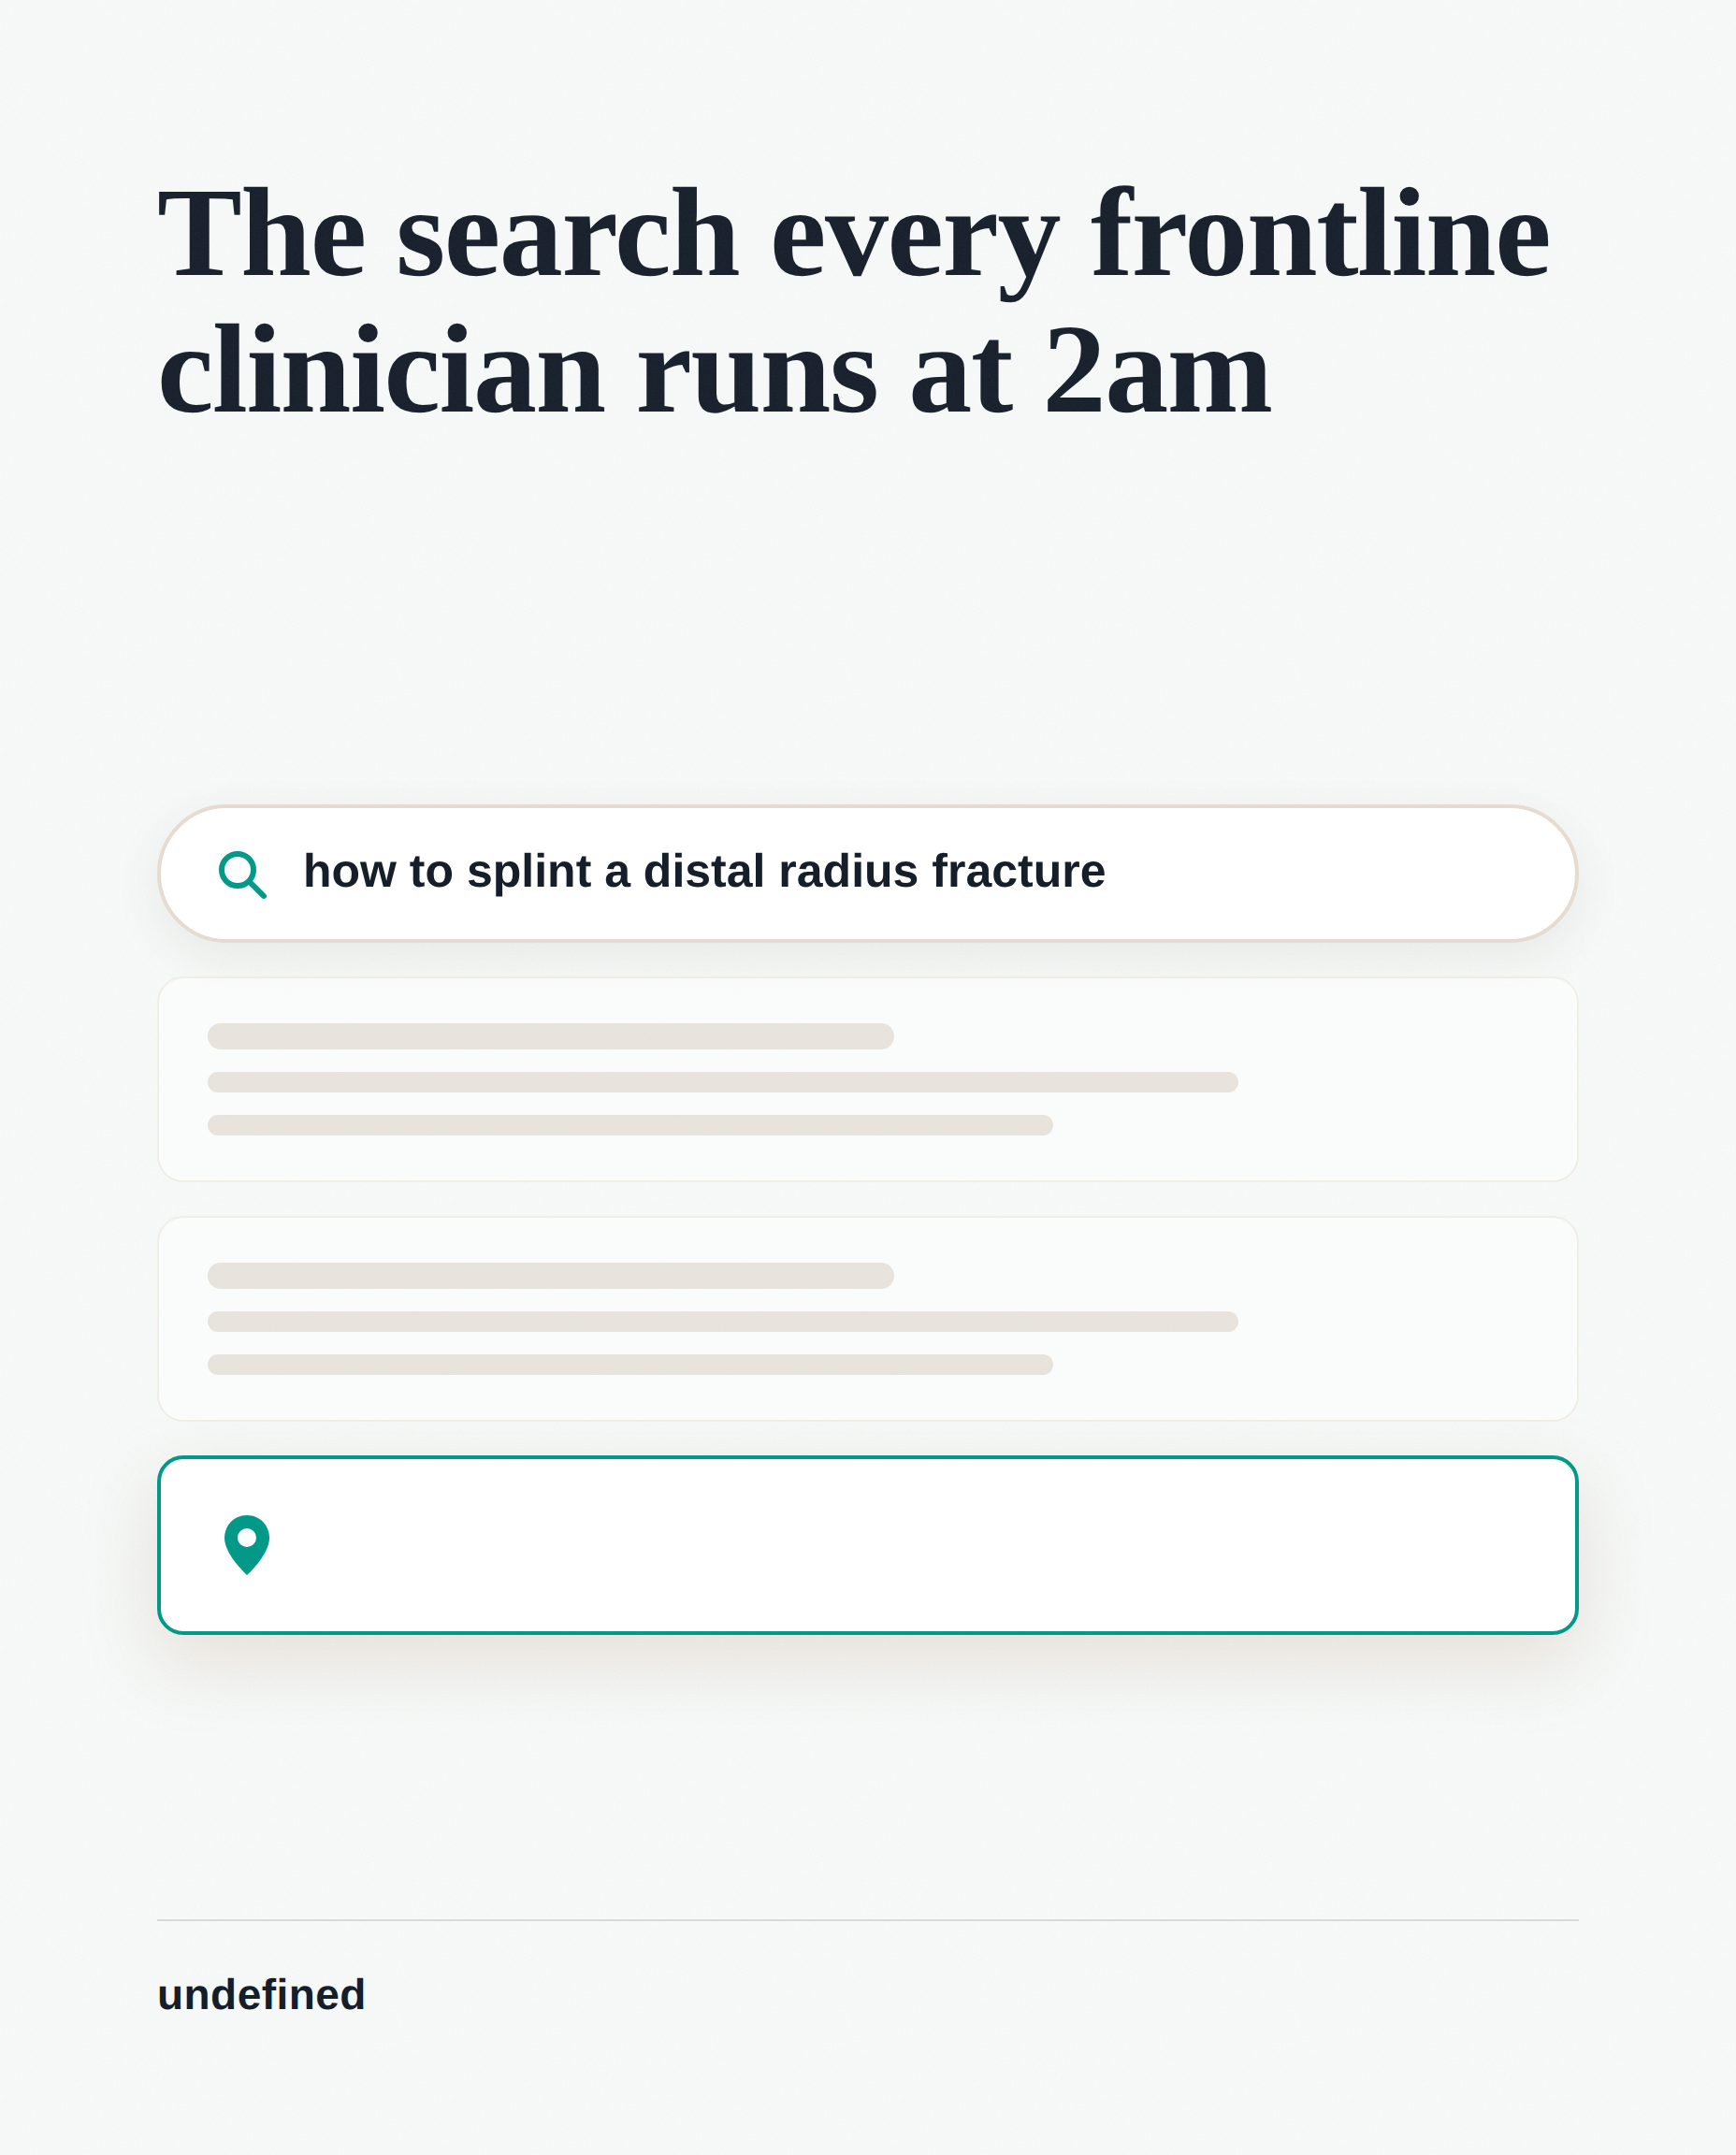 The search every frontline
clinician runs at 2am
how to splint a distal radius fracture
undefined